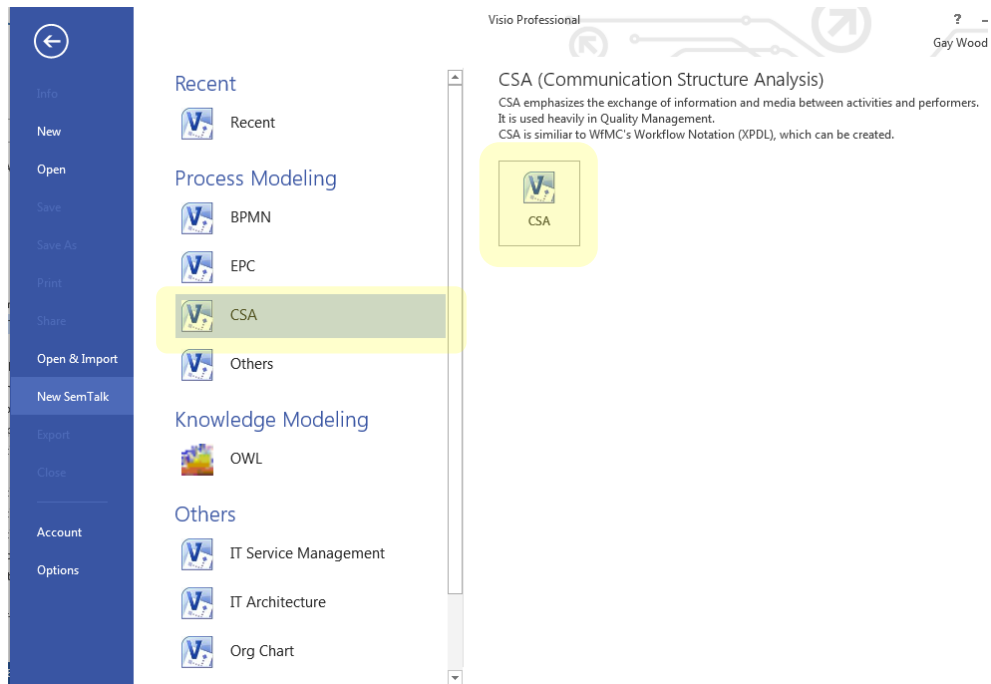 Visio Professional
?
Gay Wood
Info
New
Open
Save
Save As
Print
Share
Open & Import
New SemTalk
Export
Close
Account
Options
Recent
Recent
Process Modeling
BPMN
EPC
CSA
Others
Knowledge Modeling
OWL
Others
IT Service Management
IT Architecture
Org Chart
CSA (Communication Structure Analysis)
CSA emphasizes the exchange of information and media between activities and performers.
It is used heavily in Quality Management.
CSA is similiar to WfMC's Workflow Notation (XPDL), which can be created.
CSA